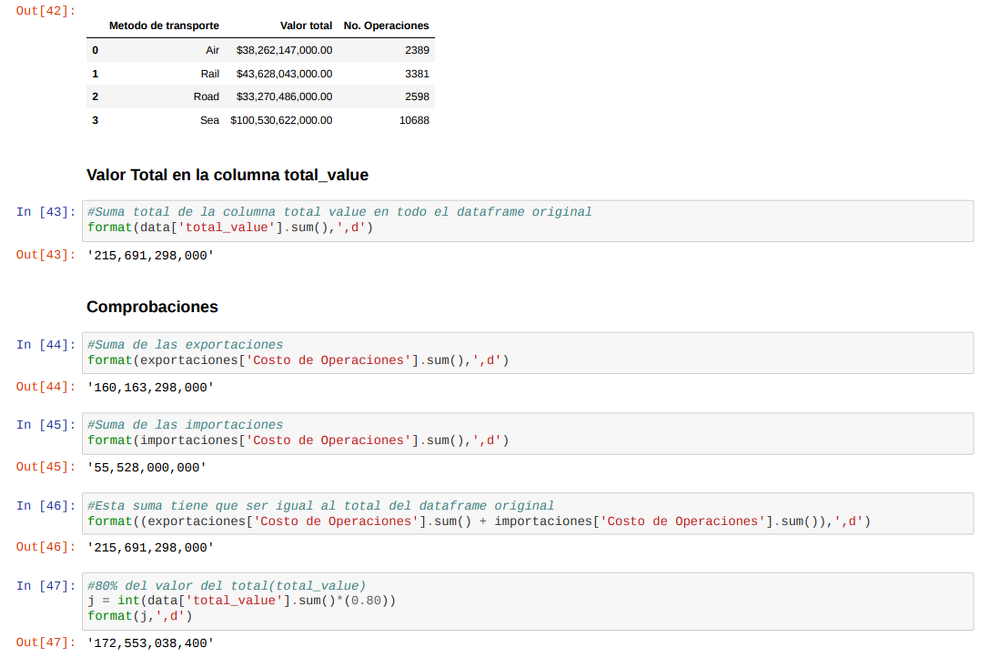 Out[42]:
Metodo de transporte Valor total No. Operaciones
0 Air $38,262,147,000.00 2389
1 Rail $43,628,043,000.00 3381
2 Road $33,270,486,000.00 2598
3 Sea $100,530,622,000.00 10688
Valor Total en la columna total_value
In [43]: #Suma total de la columna total value en todo el dataframe original
format(data['total_value'].sum(),',d')
Out[43]: '215,691,298,000'
Comprobaciones
In [44]: #Suma de las exportaciones
format(exportaciones['Costo de Operaciones'].sum(),',d')
Out[44]: '160,163,298,000'
In [45]: #Suma de las importaciones
format(importaciones['Costo de Operaciones'].sum(),',d')
Out[45]: '55,528,000,000'
In [46]: #Esta suma tiene que ser igual al total del dataframe original
format((exportaciones['Costo de Operaciones'].sum() + importaciones['Costo de Operaciones'].sum()),',d')
Out[46]: '215,691,298,000'
In [47]: #80% del valor del total(total_value)
j = int(data['total_value'].sum()*(0.80))
format(j,',d')
Out[47]: '172,553,038,400'